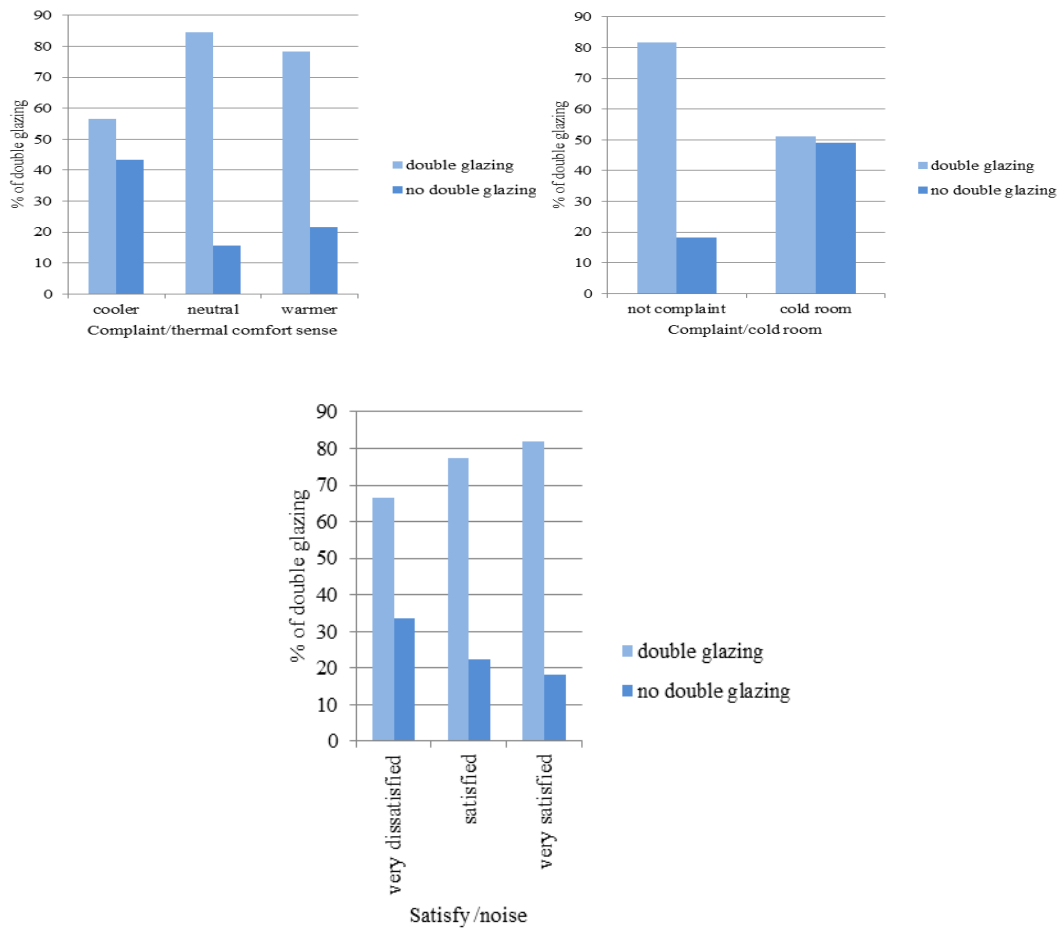 90
80
70
60
50
40
30
20
10
0
% of double glazing
cooler neutral warmer
Complaint/thermal comfort sense
double glazing
no double glazing
90
80
70
60
50
40
30
20
10
0
% of double glazing
not complaint cold room
Complaint/cold room
double glazing
no double glazing
90
80
70
60
50
40
30
20
10
0
% of double glazing
very dissatisfied
satisfied
very satisfied
Satisfy/noise
double glazing
no double glazing